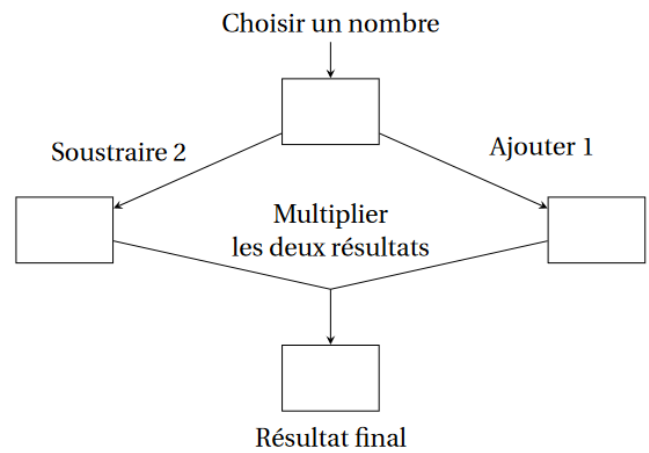 Choisir un nombre
Soustraire 2
Ajouter 1
Multiplier
les deux résultats
Résultat final